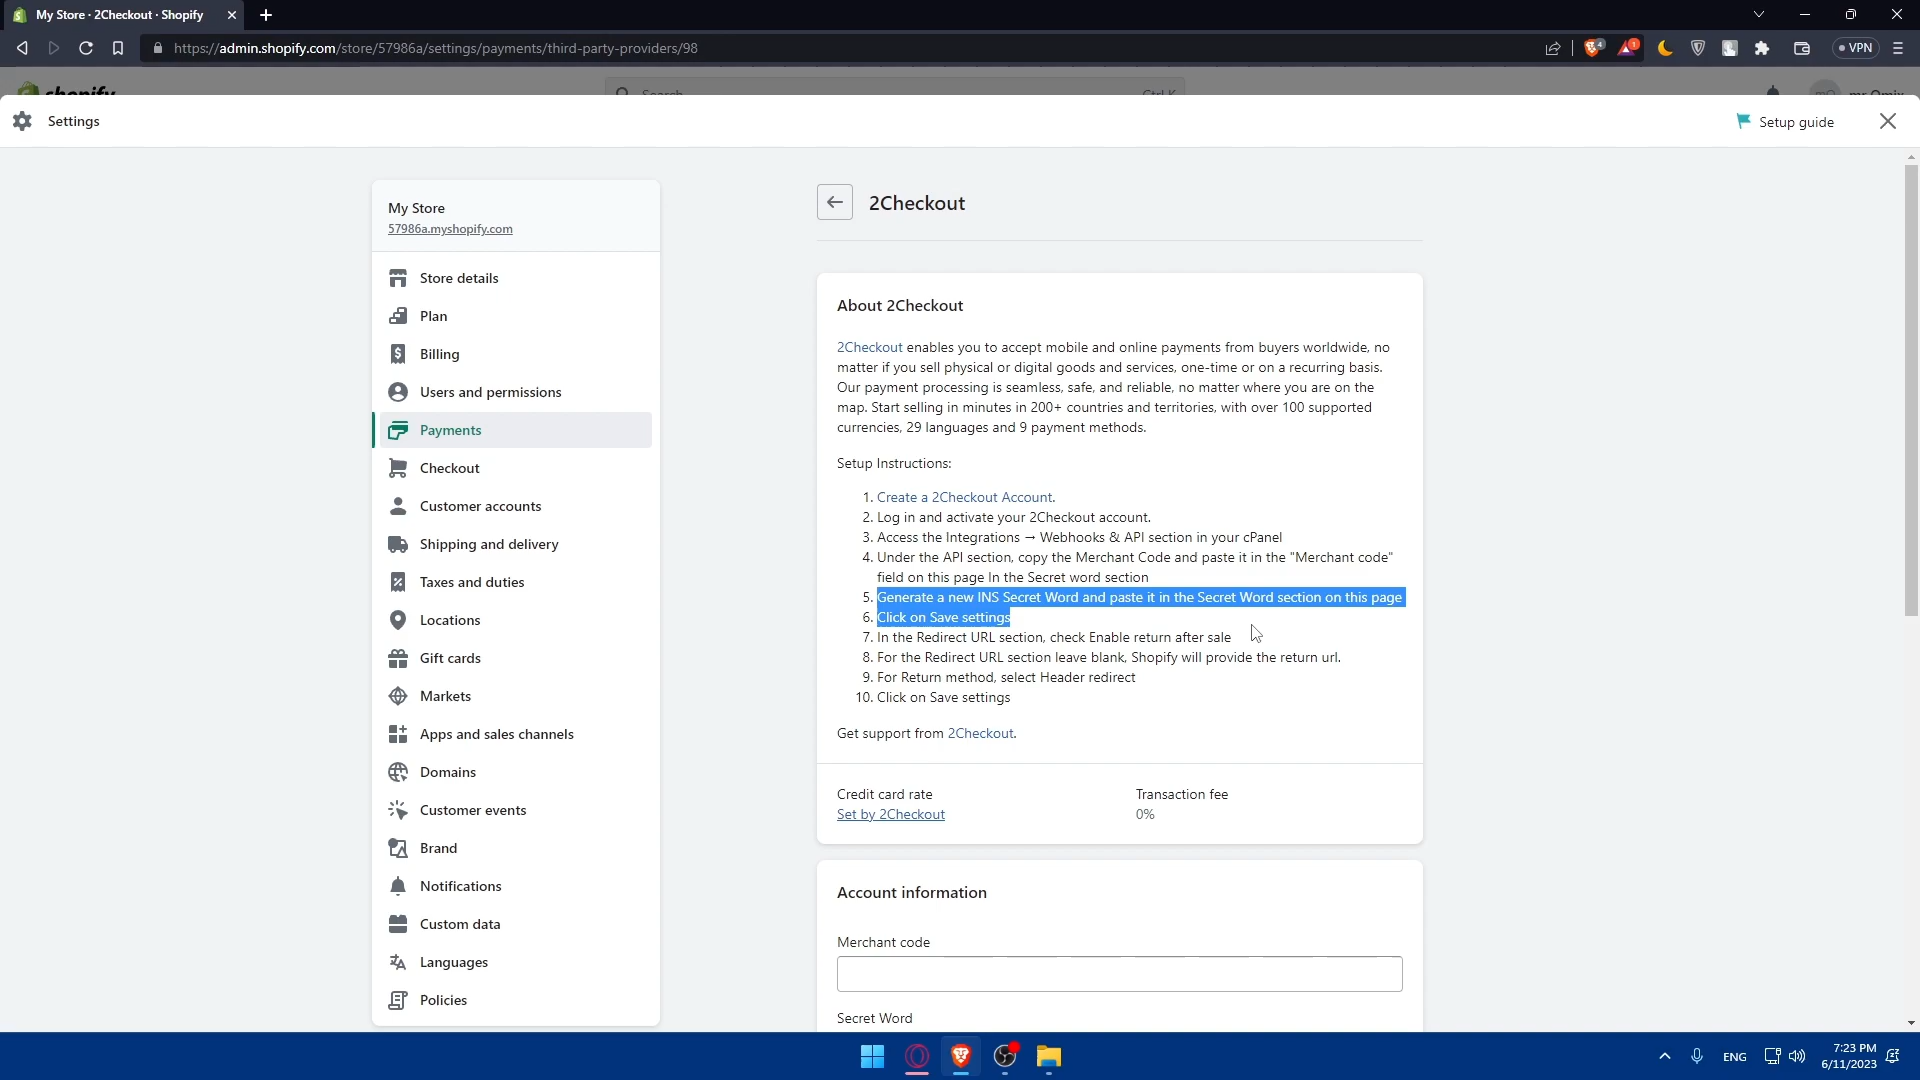 My Store · 2Checkout · Shopify
https://admin.shopify.com/store/57986a/settings/payments/third-party-providers/98
4
1
VPN
shopify
Search
Ctrl K
mr Omix
Settings
Setup guide
My Store
57986a.myshopify.com
Store details
Plan
Billing
Users and permissions
Payments
Checkout
Customer accounts
Shipping and delivery
Taxes and duties
Locations
Gift cards
Markets
Apps and sales channels
Domains
Customer events
Brand
Notifications
Custom data
Languages
Policies
2Checkout
About 2Checkout
2Checkout enables you to accept mobile and online payments from buyers worldwide, no
matter if you sell physical or digital goods and services, one-time or on a recurring basis.
Our payment processing is seamless, safe, and reliable, no matter where you are on the
map. Start selling in minutes in 200+ countries and territories, with over 100 supported
currencies, 29 languages and 9 payment methods.
Setup Instructions:
1. Create a 2Checkout Account.
2. Log in and activate your 2Checkout account.
3. Access the Integrations → Webhooks & API section in your cPanel
4. Under the API section, copy the Merchant Code and paste it in the "Merchant code"
field on this page In the Secret word section
5. Generate a new INS Secret Word and paste it in the Secret Word section on this page
6. Click on Save settings
7. In the Redirect URL section, check Enable return after sale
8. For the Redirect URL section leave blank, Shopify will provide the return url.
9. For Return method, select Header redirect
10. Click on Save settings
Get support from 2Checkout.
Credit card rate
Set by 2Checkout
Transaction fee
0%
Account information
Merchant code
Secret Word
ENG
7:23 PM
6/11/2023